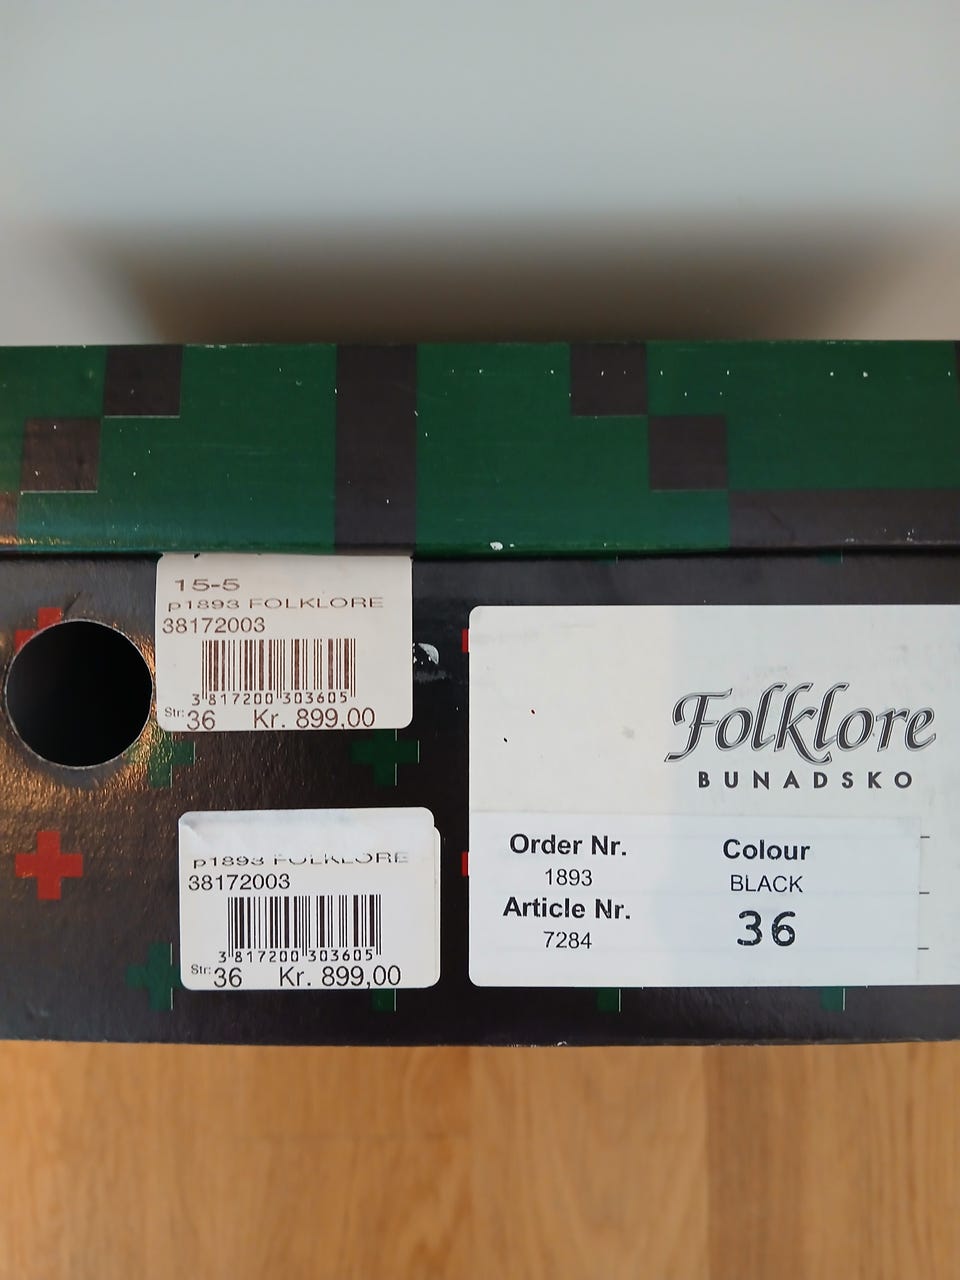 15-5
p1893 FOLKLORE
38172003
3 817200 303605
Str: 36 Kr. 899,00
p1893 FOLKLORE
38172003
3 817200 303605
Str: 36 Kr. 899,00
Folklore
BUNADSKO
Order Nr. Colour
1893 BLACK
Article Nr. 36
7284